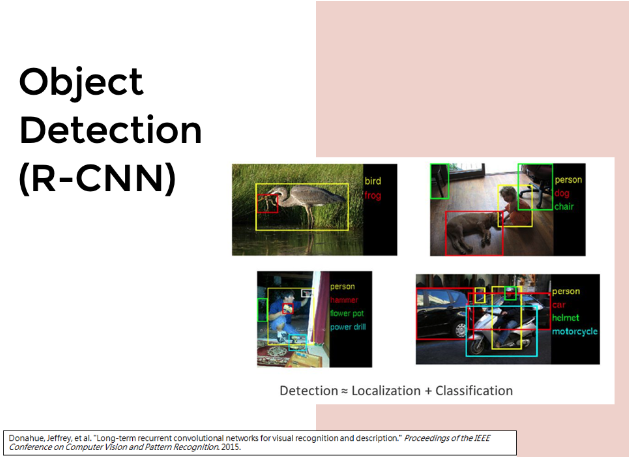 Object
Detection
(R-CNN)
bird
frog
person
dog
chair
person
hammer
flower pot
power drill
person
car
helmet
motorcycle
Detection ≈ Localization + Classification
Donahue, Jeffrey, et al. "Long-term recurrent convolutional networks for visual recognition and description." Proceedings of the IEEE
Conference on Computer Vision and Pattern Recognition. 2015.